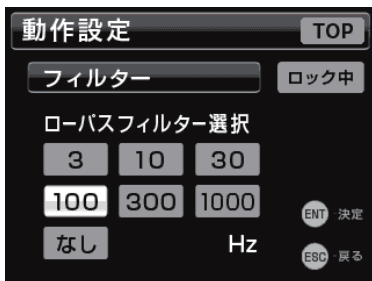 動作設定 TOP
フィルター ロック中
ローパスフィルター選択
3 10 30
100 300 1000
ENT -決定
なし Hz
ESC -戻る